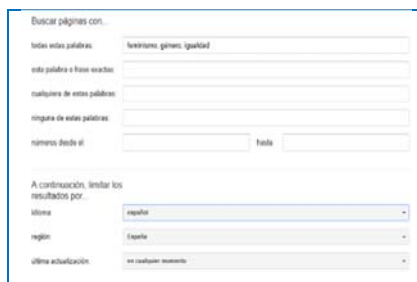 Buscar páginas con...
todas estas palabras: feminismo, género, igualdad
esta palabra o frase exactas:
cualquiera de estas palabras:
ninguna de estas palabras:
números desde el: hasta
A continuación, limitar los
resultados por...
idioma: español
región: España
última actualización: en cualquier momento